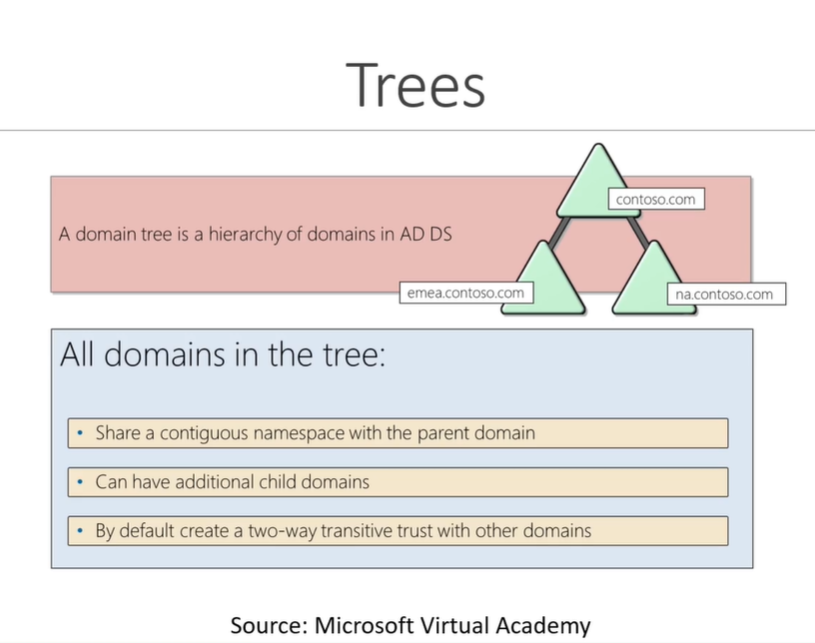 Trees
A domain tree is a hierarchy of domains in AD DS
contoso.com
emea.contoso.com
na.contoso.com
All domains in the tree:
• Share a contiguous namespace with the parent domain
• Can have additional child domains
• By default create a two-way transitive trust with other domains
Source: Microsoft Virtual Academy